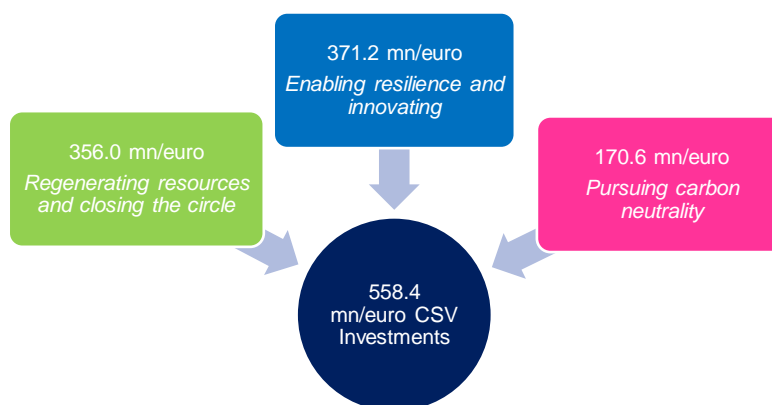 371.2 mn/euro
Enabling resilience and
innovating
356.0 mn/euro
Regenerating resources
and closing the circle
170.6 mn/euro
Pursuing carbon
neutrality
558.4
mn/euro CSV
Investments